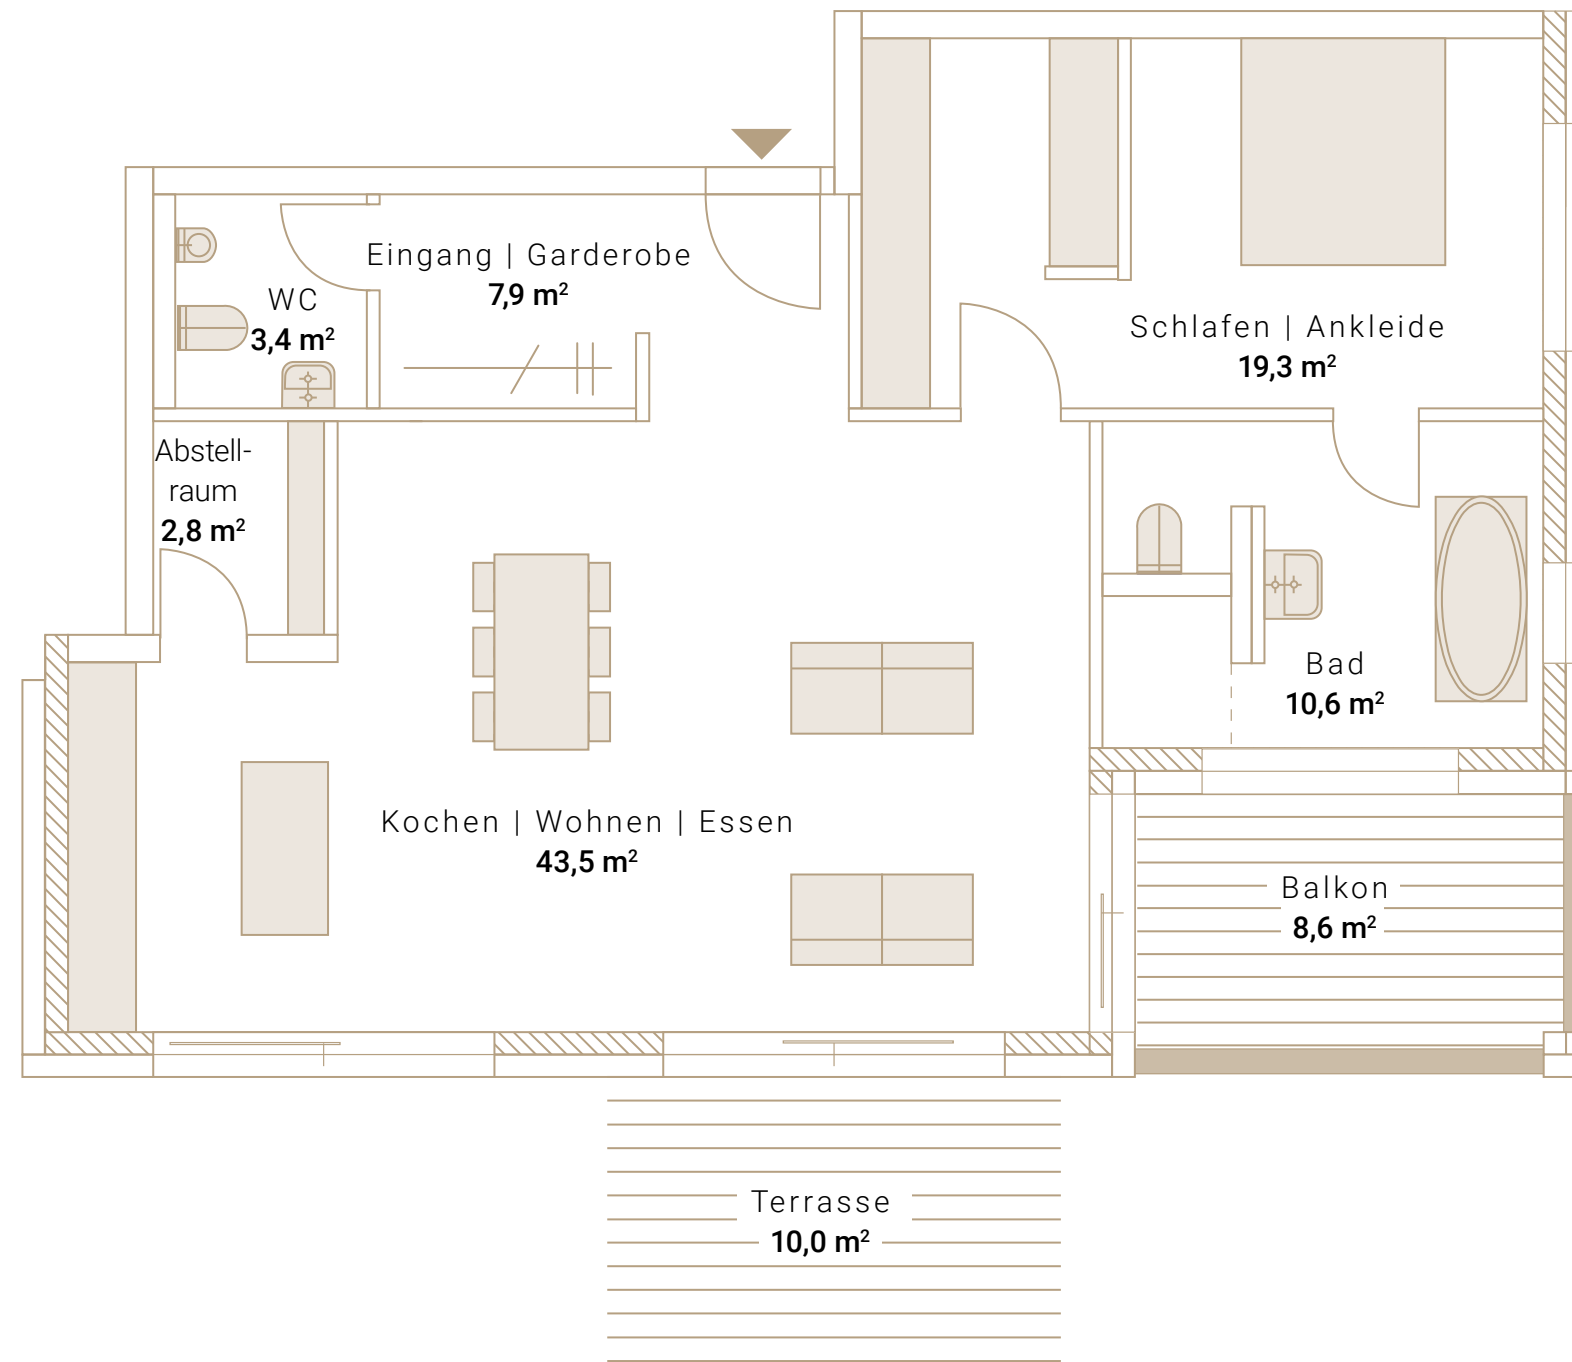 Eingang | Garderobe
7,9 m²
WC
3,4 m²
Schlafen | Ankleide
19,3 m²
Abstell-
raum
2,8 m²
Bad
10,6 m²
Kochen | Wohnen | Essen
43,5 m²
Balkon
8,6 m²
Terrasse
10,0 m²